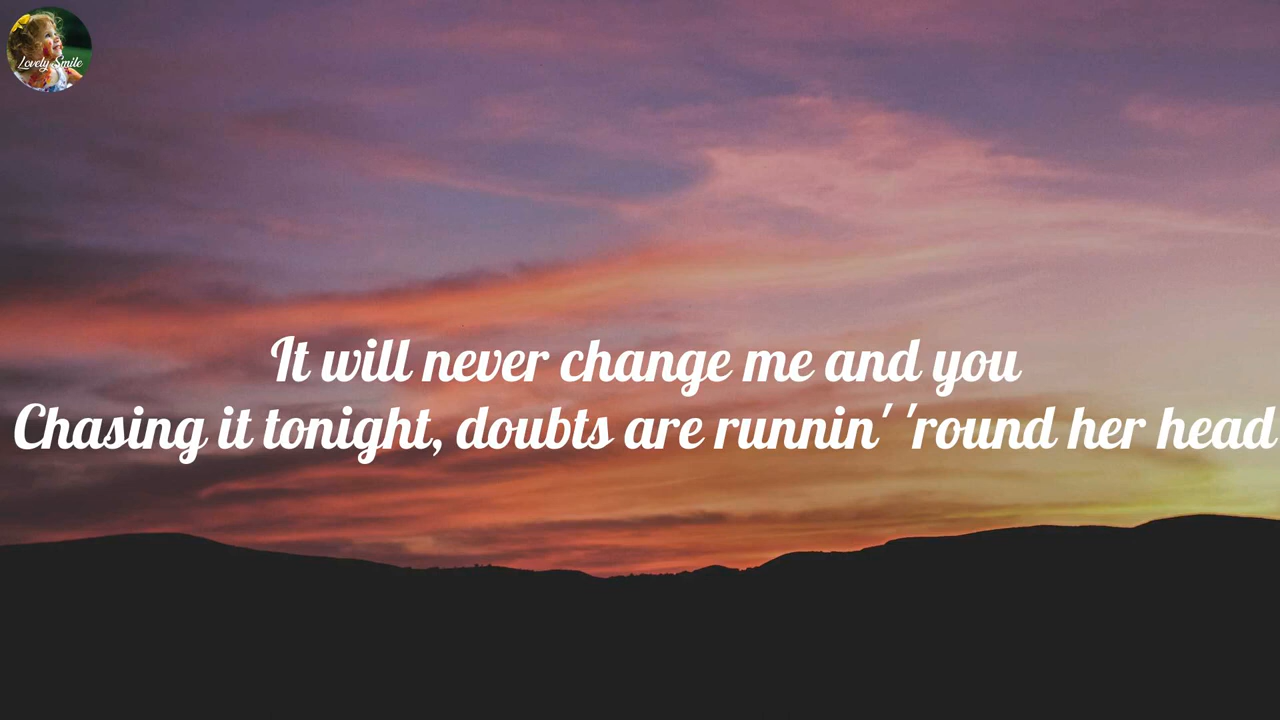 Lovely Smile
It will never change me and you
Chasing it tonight, doubts are runnin' 'round her head